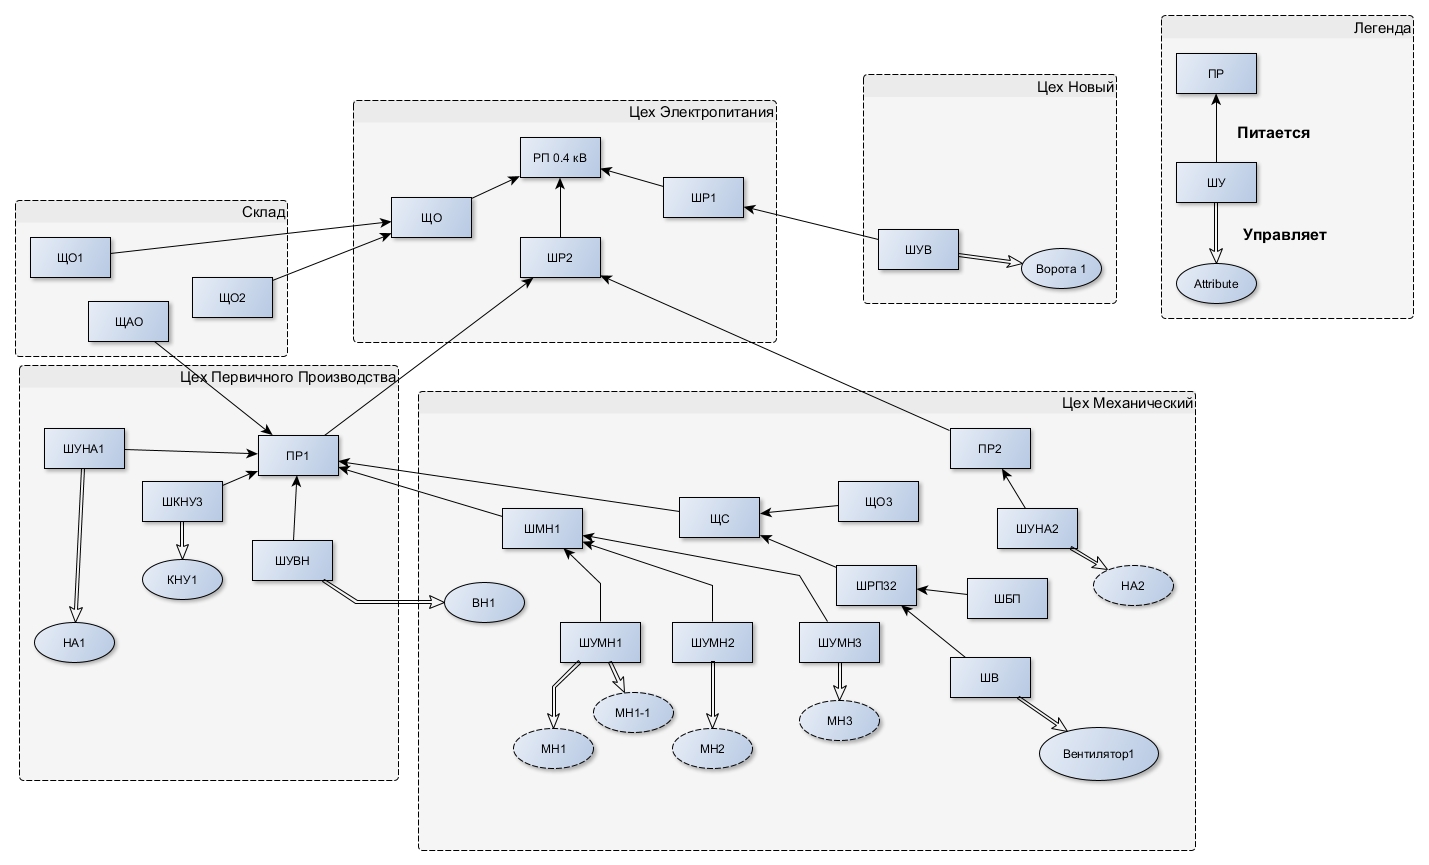 Легенда
ПР
Питается
ШУ
Управляет
Attribute
Цех Новый
ШУВ
Ворота 1
Цех Электропитания
РП 0.4 кВ
ЩО
ШР1
ШР2
Склад
ЩО1
ЩО2
ЩАО
Цех Первичного Производства
ШУНА1
ПР1
ШКНУ3
ШУВН
КНУ1
НА1
Цех Механический
ПР2
ЩО3
ЩС
ШМН1
ШУНА2
ШРП32
ШБП
НА2
ВН1
ШУМН1
ШУМН2
ШУМН3
ШВ
МН1-1
МН3
МН1
МН2
Вентилятор1